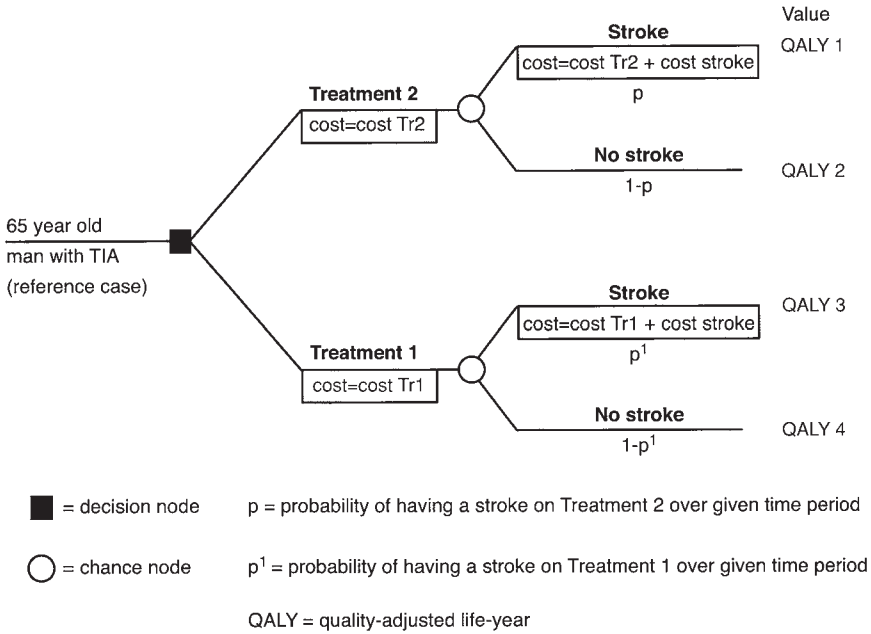 Value
Stroke
QALY 1
cost=cost Tr2 + cost stroke
p
Treatment 2
cost=cost Tr2
No stroke
QALY 2
1-p
65 year old
man with TIA
(reference case)
Stroke
QALY 3
cost=cost Tr1 + cost stroke
p¹
Treatment 1
cost=cost Tr1
No stroke
QALY 4
1-p¹
= decision node p = probability of having a stroke on Treatment 2 over given time period
= chance node p¹ = probability of having a stroke on Treatment 1 over given time period
QALY = quality-adjusted life-year